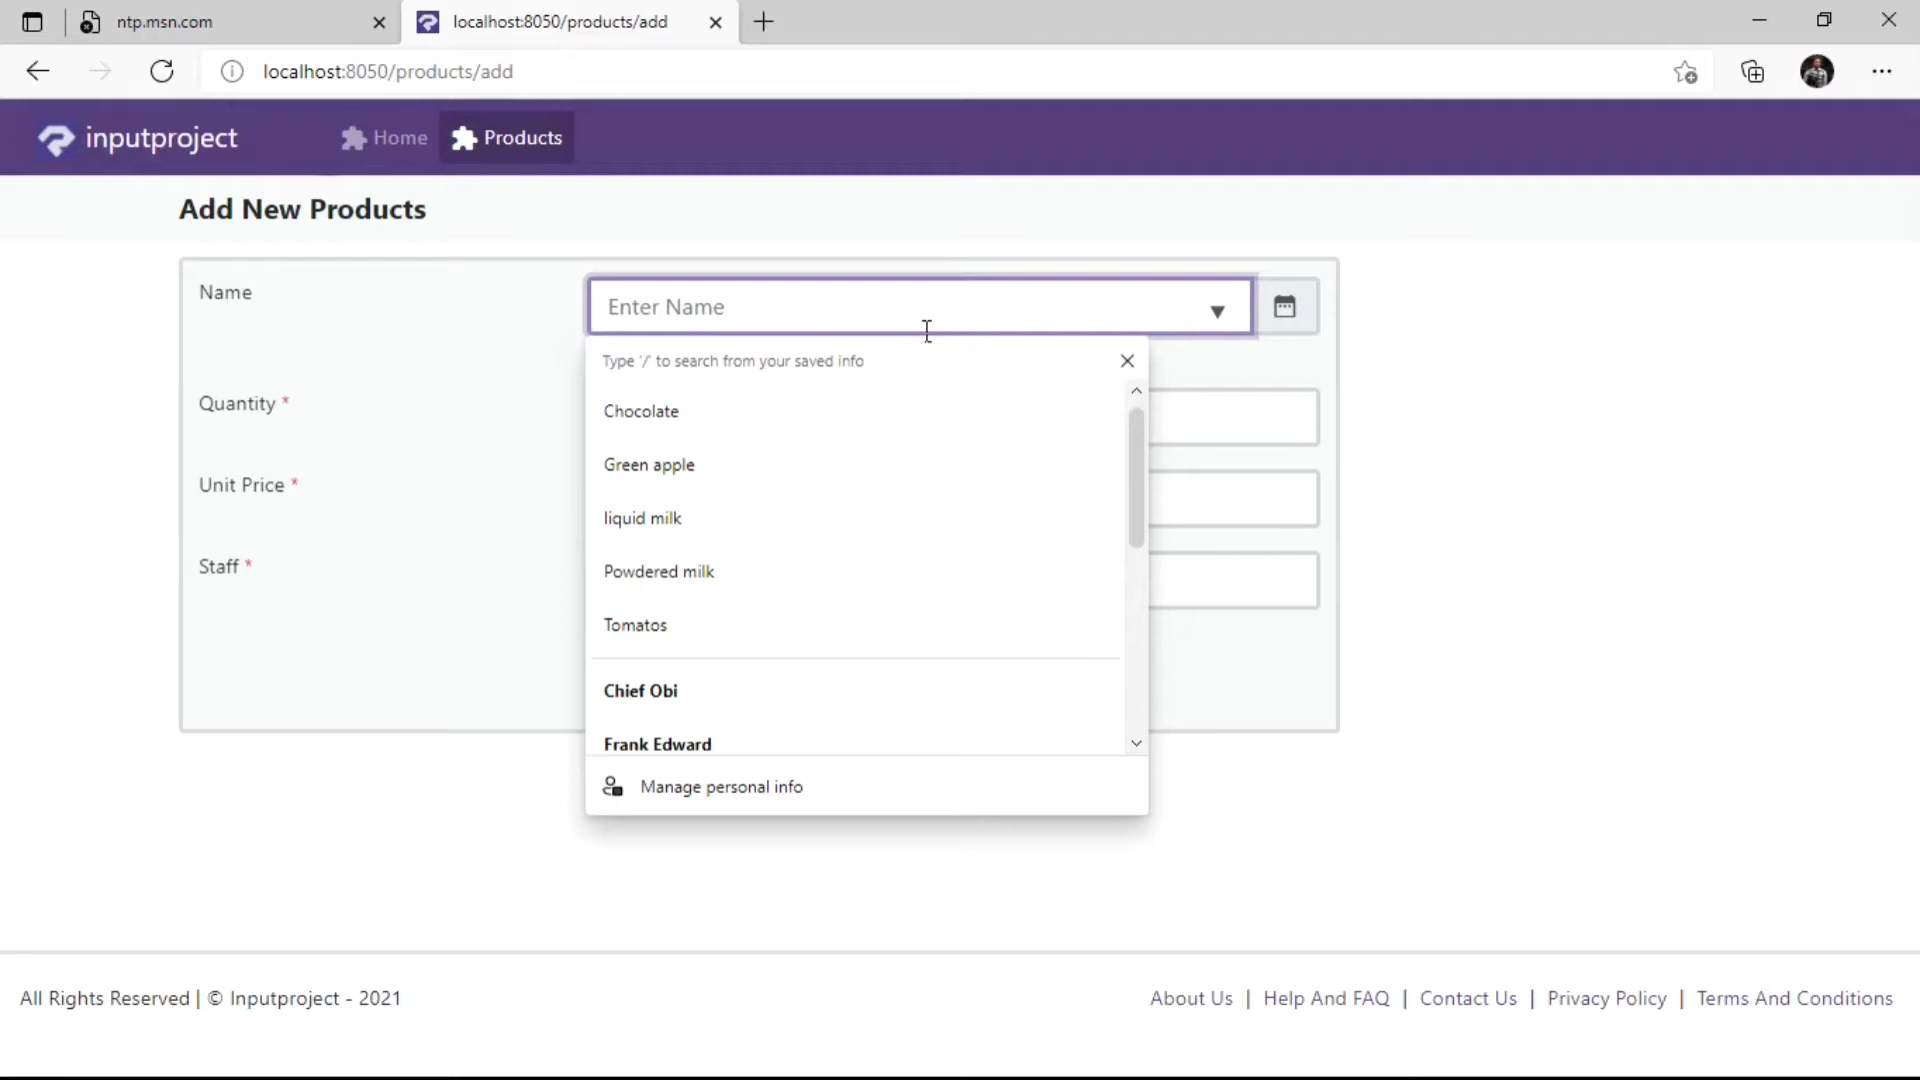 ntp.msn.com
localhost:8050/products/add
localhost:8050/products/add
inputproject
Home
Products
Add New Products
Name
Enter Name
Type '/' to search from your saved info
Chocolate
Quantity *
Green apple
Unit Price *
liquid milk
Staff *
Powdered milk
Tomatos
Chief Obi
Frank Edward
Manage personal info
All Rights Reserved | © Inputproject - 2021
About Us | Help And FAQ | Contact Us | Privacy Policy | Terms And Conditions